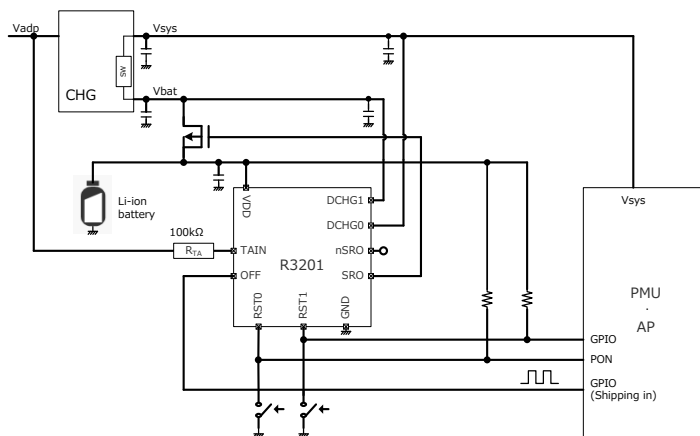 Vadp
Vsys
SW
CHG
Vbat
Li-ion
battery
VDD
DCHG1
DCHG0
Vsys
100kΩ
RTA
TAIN
nSRO
OFF
R3201
SRO
RST0
RST1
GND
PMU
·
AP
GPIO
PON
GPIO
(Shipping in)